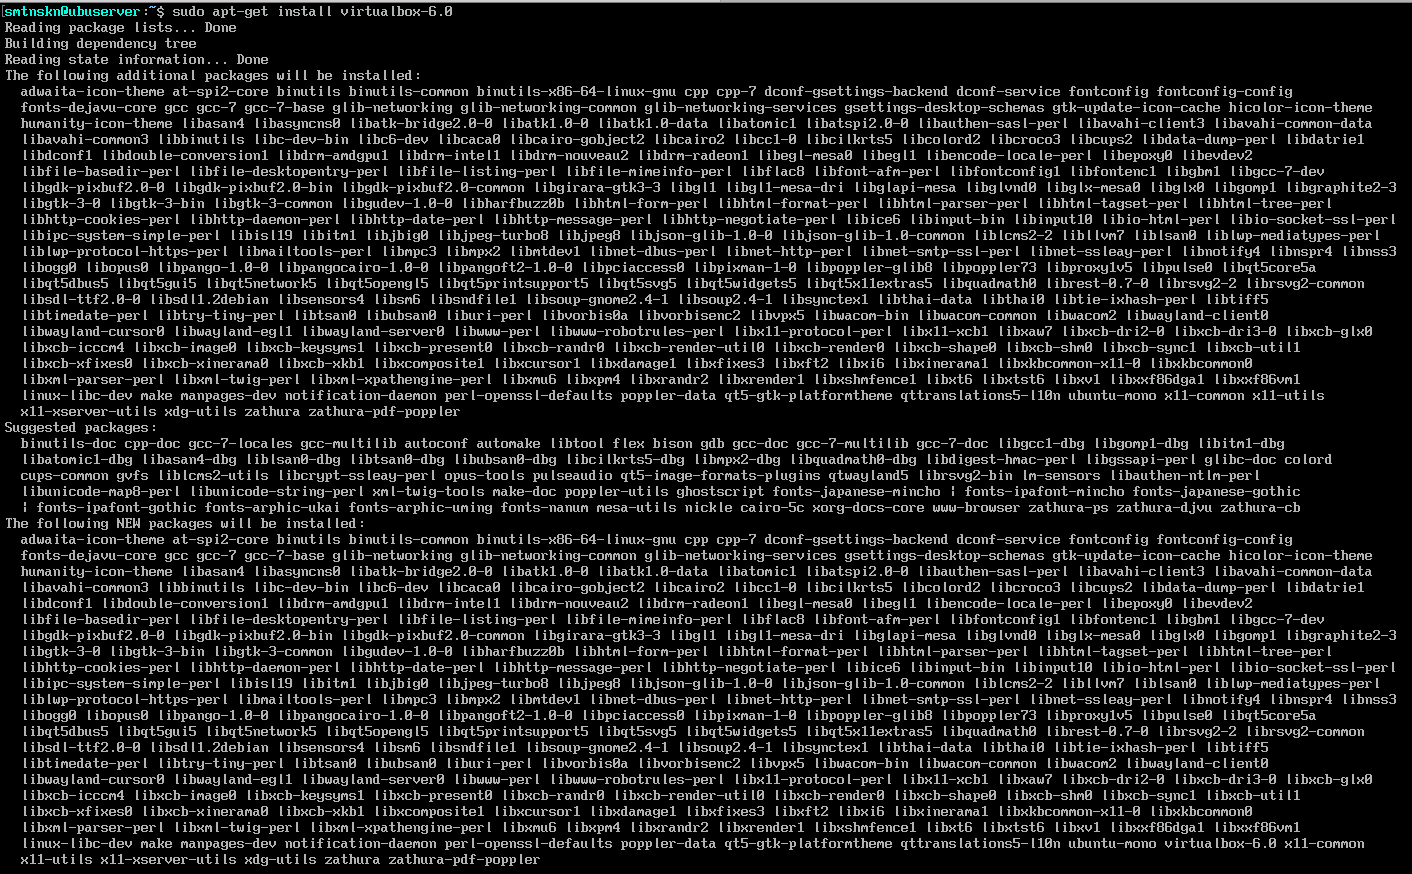 smtnskn@ubuserver:~$ sudo apt-get install virtualbox-6.0
Reading package lists... Done
Building dependency tree
Reading state information... Done
The following additional packages will be installed:
adwaita-icon-theme at-spi2-core binutils binutils-common binutils-x86-64-linux-gnu cpp cpp-7 dconf-gsettings-backend dconf-service fontconfig fontconfig-config
fonts-dejavu-core gcc gcc-7 gcc-7-base glib-networking glib-networking-common glib-networking-services gsettings-desktop-schemas gtk-update-icon-cache hicolor-icon-theme
humanity-icon-theme libasan4 libasyncns0 libatk-bridge2.0-0 libatk1.0-0 libatk1.0-data libatomic1 libatspi2.0-0 libauthen-sasl-perl libavahi-client3 libavahi-common-data
libavahi-common3 libbinutils libc-dev-bin libc6-dev libcaca0 libcairo-gobject2 libcairo2 libcc1-0 libcilkrts5 libcolord2 libcroco3 libcups2 libdata-dump-perl libdatrie1
libdconf1 libdouble-conversion1 libdrm-amdgpu1 libdrm-intel1 libdrm-nouveau2 libdrm-radeon1 libegl-mesa0 libegl1 libencode-locale-perl libepoxy0 libevdev2
libfile-basedir-perl libfile-desktopentry-perl libfile-listing-perl libfile-mimeinfo-perl libflac8 libfont-afm-perl libfontconfig1 libfontenc1 libgbm1 libgcc-7-dev
libgdk-pixbuf2.0-0 libgdk-pixbuf2.0-bin libgdk-pixbuf2.0-common libgirara-gtk3-3 libgl1 libgl1-mesa-dri libglapi-mesa libglvnd0 libglx-mesa0 libglx0 libgomp1 libgraphite2-3
libgtk-3-0 libgtk-3-bin libgtk-3-common libgudev-1.0-0 libharfbuzz0b libhtml-form-perl libhtml-format-perl libhtml-parser-perl libhtml-tagset-perl libhtml-tree-perl
libhttp-cookies-perl libhttp-daemon-perl libhttp-date-perl libhttp-message-perl libhttp-negotiate-perl libice6 libinput-bin libinput10 libio-html-perl libio-socket-ssl-perl
libipc-system-simple-perl libisl19 libitm1 libjbig0 libjpeg-turbo8 libjpeg8 libjson-glib-1.0-0 libjson-glib-1.0-common liblcms2-2 libllvm7 liblsan0 liblwp-mediatypes-perl
liblwp-protocol-https-perl libmailtools-perl libmpc3 libmpx2 libmtdev1 libnet-dbus-perl libnet-http-perl libnet-smtp-ssl-perl libnet-ssleay-perl libnotify4 libnspr4 libnss3
libogg0 libopus0 libpango-1.0-0 libpangocairo-1.0-0 libpangoft2-1.0-0 libpciaccess0 libpixman-1-0 libpoppler-glib8 libpoppler73 libproxy1v5 libpulse0 libqt5core5a
libqt5dbus5 libqt5gui5 libqt5network5 libqt5opengl5 libqt5printsupport5 libqt5svg5 libqt5widgets5 libqt5x11extras5 libquadmath0 librest-0.7-0 librsvg2-2 librsvg2-common
libsdl-ttf2.0-0 libsdl1.2debian libsensors4 libsm6 libsndfile1 libsoup-gnome2.4-1 libsoup2.4-1 libsynctex1 libthai-data libthai0 libtie-ixhash-perl libtiff5
libtimedate-perl libtry-tiny-perl libtsan0 libubsan0 liburi-perl libvorbis0a libvorbisenc2 libvpx5 libwacom-bin libwacom-common libwacom2 libwayland-client0
libwayland-cursor0 libwayland-egl1 libwayland-server0 libwww-perl libwww-robotrules-perl libx11-protocol-perl libx11-xcb1 libxaw7 libxcb-dri2-0 libxcb-dri3-0 libxcb-glx0
libxcb-icccm4 libxcb-image0 libxcb-keysyms1 libxcb-present0 libxcb-randr0 libxcb-render-util0 libxcb-render0 libxcb-shape0 libxcb-shm0 libxcb-sync1 libxcb-util1
libxcb-xfixes0 libxcb-xinerama0 libxcb-xkb1 libxcomposite1 libxcursor1 libxdamage1 libxfixes3 libxft2 libxi6 libxinerama1 libxkbcommon-x11-0 libxkbcommon0
libxml-parser-perl libxml-twig-perl libxml-xpathengine-perl libxmu6 libxpm4 libxrandr2 libxrender1 libxshmfence1 libxt6 libxtst6 libxv1 libxxf86dga1 libxxf86vm1
linux-libc-dev make manpages-dev notification-daemon perl-openssl-defaults poppler-data qt5-gtk-platformtheme qttranslations5-l10n ubuntu-mono x11-common x11-utils
x11-xserver-utils xdg-utils zathura zathura-pdf-poppler
Suggested packages:
binutils-doc cpp-doc gcc-7-locales gcc-multilib autoconf automake libtool flex bison gdb gcc-doc gcc-7-multilib gcc-7-doc libgcc1-dbg libgomp1-dbg libitm1-dbg
libatomic1-dbg libasan4-dbg liblsan0-dbg libtsan0-dbg libubsan0-dbg libcilkrts5-dbg libmpx2-dbg libquadmath0-dbg libdigest-hmac-perl libgssapi-perl glibc-doc colord
cups-common gvfs liblcms2-utils libcrypt-ssleay-perl opus-tools pulseaudio qt5-image-formats-plugins qtwayland5 librsvg2-bin lm-sensors libauthen-ntlm-perl
libunicode-map8-perl libunicode-string-perl xml-twig-tools make-doc poppler-utils ghostscript fonts-japanese-mincho | fonts-ipafont-mincho fonts-japanese-gothic
| fonts-ipafont-gothic fonts-arphic-ukai fonts-arphic-uming fonts-nanum mesa-utils nickle cairo-5c xorg-docs-core www-browser zathura-ps zathura-djvu zathura-cb
The following NEW packages will be installed:
adwaita-icon-theme at-spi2-core binutils binutils-common binutils-x86-64-linux-gnu cpp cpp-7 dconf-gsettings-backend dconf-service fontconfig fontconfig-config
fonts-dejavu-core gcc gcc-7 gcc-7-base glib-networking glib-networking-common glib-networking-services gsettings-desktop-schemas gtk-update-icon-cache hicolor-icon-theme
humanity-icon-theme libasan4 libasyncns0 libatk-bridge2.0-0 libatk1.0-0 libatk1.0-data libatomic1 libatspi2.0-0 libauthen-sasl-perl libavahi-client3 libavahi-common-data
libavahi-common3 libbinutils libc-dev-bin libc6-dev libcaca0 libcairo-gobject2 libcairo2 libcc1-0 libcilkrts5 libcolord2 libcroco3 libcups2 libdata-dump-perl libdatrie1
libdconf1 libdouble-conversion1 libdrm-amdgpu1 libdrm-intel1 libdrm-nouveau2 libdrm-radeon1 libegl-mesa0 libegl1 libencode-locale-perl libepoxy0 libevdev2
libfile-basedir-perl libfile-desktopentry-perl libfile-listing-perl libfile-mimeinfo-perl libflac8 libfont-afm-perl libfontconfig1 libfontenc1 libgbm1 libgcc-7-dev
libgdk-pixbuf2.0-0 libgdk-pixbuf2.0-bin libgdk-pixbuf2.0-common libgirara-gtk3-3 libgl1 libgl1-mesa-dri libglapi-mesa libglvnd0 libglx-mesa0 libglx0 libgomp1 libgraphite2-3
libgtk-3-0 libgtk-3-bin libgtk-3-common libgudev-1.0-0 libharfbuzz0b libhtml-form-perl libhtml-format-perl libhtml-parser-perl libhtml-tagset-perl libhtml-tree-perl
libhttp-cookies-perl libhttp-daemon-perl libhttp-date-perl libhttp-message-perl libhttp-negotiate-perl libice6 libinput-bin libinput10 libio-html-perl libio-socket-ssl-perl
libipc-system-simple-perl libisl19 libitm1 libjbig0 libjpeg-turbo8 libjpeg8 libjson-glib-1.0-0 libjson-glib-1.0-common liblcms2-2 libllvm7 liblsan0 liblwp-mediatypes-perl
liblwp-protocol-https-perl libmailtools-perl libmpc3 libmpx2 libmtdev1 libnet-dbus-perl libnet-http-perl libnet-smtp-ssl-perl libnet-ssleay-perl libnotify4 libnspr4 libnss3
libogg0 libopus0 libpango-1.0-0 libpangocairo-1.0-0 libpangoft2-1.0-0 libpciaccess0 libpixman-1-0 libpoppler-glib8 libpoppler73 libproxy1v5 libpulse0 libqt5core5a
libqt5dbus5 libqt5gui5 libqt5network5 libqt5opengl5 libqt5printsupport5 libqt5svg5 libqt5widgets5 libqt5x11extras5 libquadmath0 librest-0.7-0 librsvg2-2 librsvg2-common
libsdl-ttf2.0-0 libsdl1.2debian libsensors4 libsm6 libsndfile1 libsoup-gnome2.4-1 libsoup2.4-1 libsynctex1 libthai-data libthai0 libtie-ixhash-perl libtiff5
libtimedate-perl libtry-tiny-perl libtsan0 libubsan0 liburi-perl libvorbis0a libvorbisenc2 libvpx5 libwacom-bin libwacom-common libwacom2 libwayland-client0
libwayland-cursor0 libwayland-egl1 libwayland-server0 libwww-perl libwww-robotrules-perl libx11-protocol-perl libx11-xcb1 libxaw7 libxcb-dri2-0 libxcb-dri3-0 libxcb-glx0
libxcb-icccm4 libxcb-image0 libxcb-keysyms1 libxcb-present0 libxcb-randr0 libxcb-render-util0 libxcb-render0 libxcb-shape0 libxcb-shm0 libxcb-sync1 libxcb-util1
libxcb-xfixes0 libxcb-xinerama0 libxcb-xkb1 libxcomposite1 libxcursor1 libxdamage1 libxfixes3 libxft2 libxi6 libxinerama1 libxkbcommon-x11-0 libxkbcommon0
libxml-parser-perl libxml-twig-perl libxml-xpathengine-perl libxmu6 libxpm4 libxrandr2 libxrender1 libxshmfence1 libxt6 libxtst6 libxv1 libxxf86dga1 libxxf86vm1
linux-libc-dev make manpages-dev notification-daemon perl-openssl-defaults poppler-data qt5-gtk-platformtheme qttranslations5-l10n ubuntu-mono virtualbox-6.0 x11-common
x11-utils x11-xserver-utils xdg-utils zathura zathura-pdf-poppler